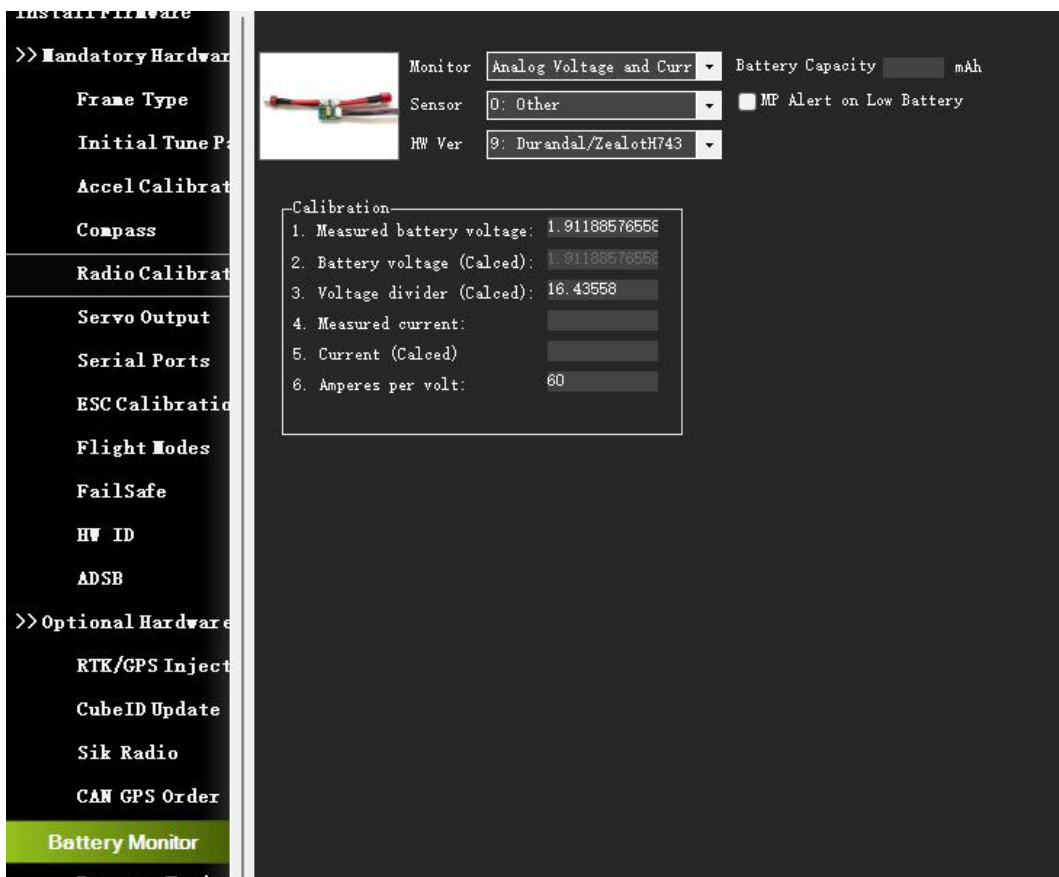 Install Firmware
>> Mandatory Hardwar
Frame Type
Initial Tune Pa
Accel Calibrat
Compass
Radio Calibrat
Servo Output
Serial Ports
ESC Calibratio
Flight Modes
FailSafe
HW ID
ADSB
>> Optional Hardware
RTK/GPS Inject
CubeID Update
Sik Radio
CAN GPS Order
Battery Monitor
Monitor Analog Voltage and Curr Battery Capacity mAh
Sensor 0: Other MP Alert on Low Battery
HW Ver 9: Durandal/ZealotH743
Calibration
1. Measured battery voltage: 1.91188576558
2. Battery voltage (Calced): 1.91188576558
3. Voltage divider (Calced): 16.43558
4. Measured current:
5. Current (Calced)
6. Amperes per volt: 60